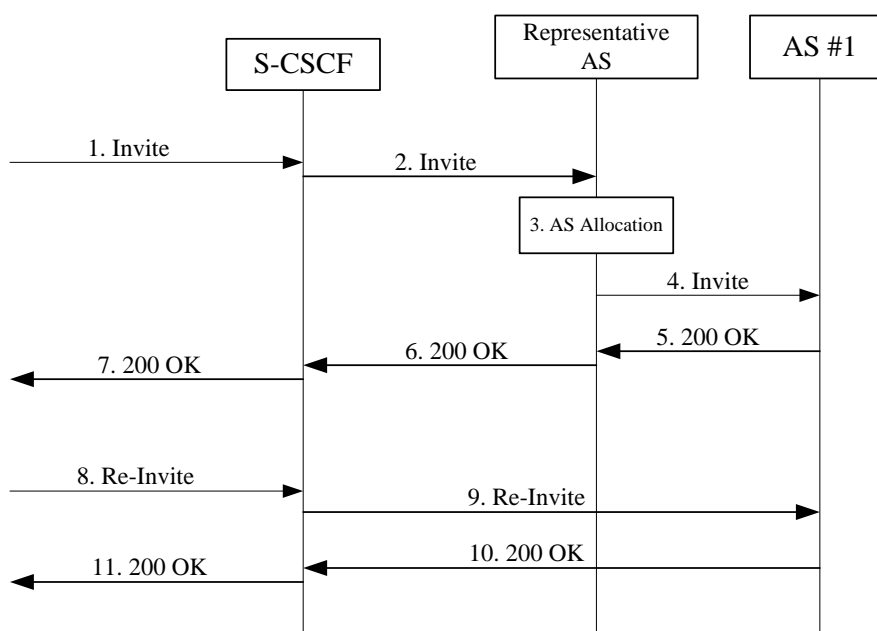 S-CSCF
Representative
AS
AS #1
1. Invite
2. Invite
3. AS Allocation
4. Invite
5. 200 OK
6. 200 OK
7. 200 OK
8. Re-Invite
9. Re-Invite
10. 200 OK
11. 200 OK